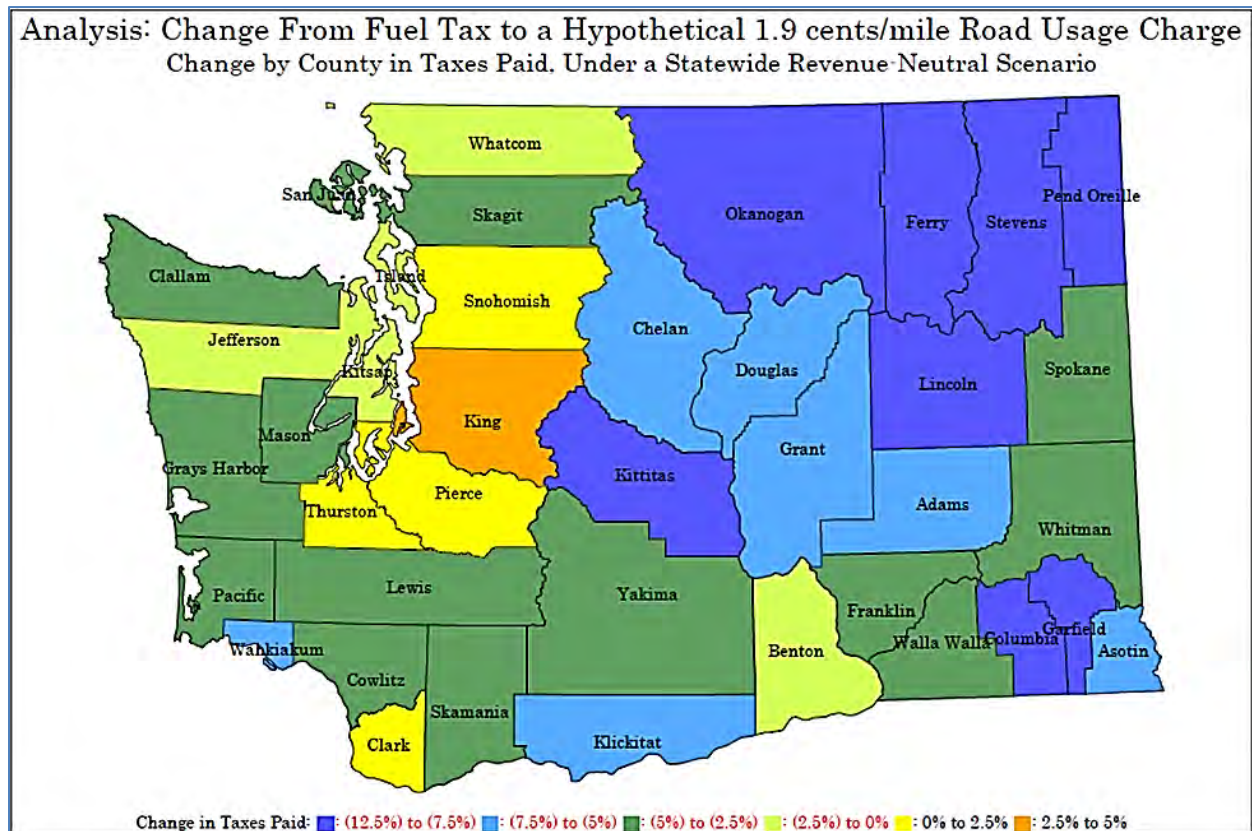 Analysis: Change From Fuel Tax to a Hypothetical 1.9 cents/mile Road Usage Charge
Change by County in Taxes Paid, Under a Statewide Revenue-Neutral Scenario
Whatcom
San Juan
Skagit
Okanogan
Ferry
Stevens
Pend Oreille
Clallam
Island
Snohomish
Jefferson
Kitsap
Chelan
Douglas
Lincoln
Spokane
King
Mason
Grays Harbor
Grant
Kittitas
Pierce
Thurston
Adams
Whitman
Pacific
Lewis
Yakima
Franklin
Walla Walla
Columbia
Garfield
Asotin
Wahkiakum
Benton
Cowlitz
Skamania
Clark
Klickitat
Change in Taxes Paid: : (12.5%) to (7.5%) : (7.5%) to (5%) : (5%) to (2.5%) : (2.5%) to 0% : 0% to 2.5% : 2.5% to 5%